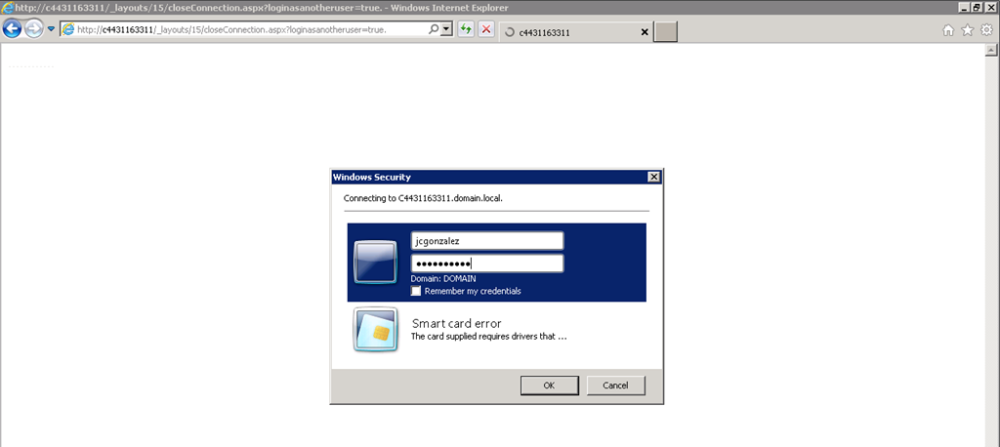 http://c4431163311/_layouts/15/closeConnection.aspx?loginasanotheruser=true. - Windows Internet Explorer
http://c4431163311/_layouts/15/closeConnection.aspx?loginasanotheruser=true.
c4431163311
Windows Security
Connecting to C4431163311.domain.local.
jcgonzalez
●●●●●●●●●●
Domain: DOMAIN
Remember my credentials
Smart card error
The card supplied requires drivers that ...
OK Cancel